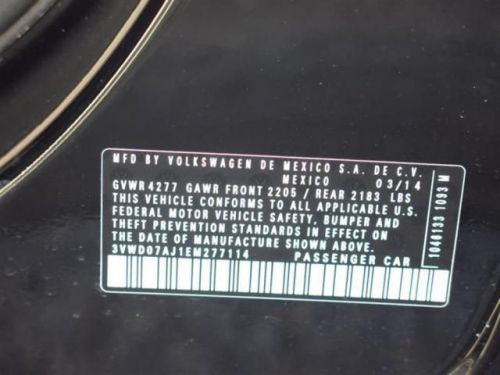 MFD BY VOLKSWAGEN DE MEXICO S.A. DE C.V.
MEXICO 03/14
GVWR 4277 GAWR FRONT 2205 / REAR 2183 LBS
THIS VEHICLE CONFORMS TO ALL APPLICABLE U.S.
FEDERAL MOTOR VEHICLE SAFETY, BUMPER AND
THEFT PREVENTION STANDARDS IN EFFECT ON
THE DATE OF MANUFACTURE SHOWN ABOVE.
3VWD07AJ1EM277114 PASSENGER CAR
1046133 1093 M